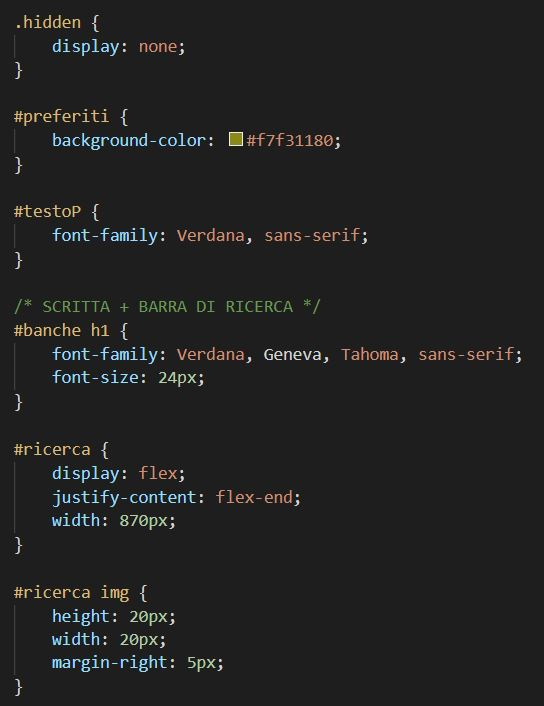 .hidden {
display: none;
}
#preferiti {
background-color: #f7f31180;
}
#testoP {
font-family: Verdana, sans-serif;
}
/* SCRITTA + BARRA DI RICERCA */
#banche h1 {
font-family: Verdana, Geneva, Tahoma, sans-serif;
font-size: 24px;
}
#ricerca {
display: flex;
justify-content: flex-end;
width: 870px;
}
#ricerca img {
height: 20px;
width: 20px;
margin-right: 5px;
}